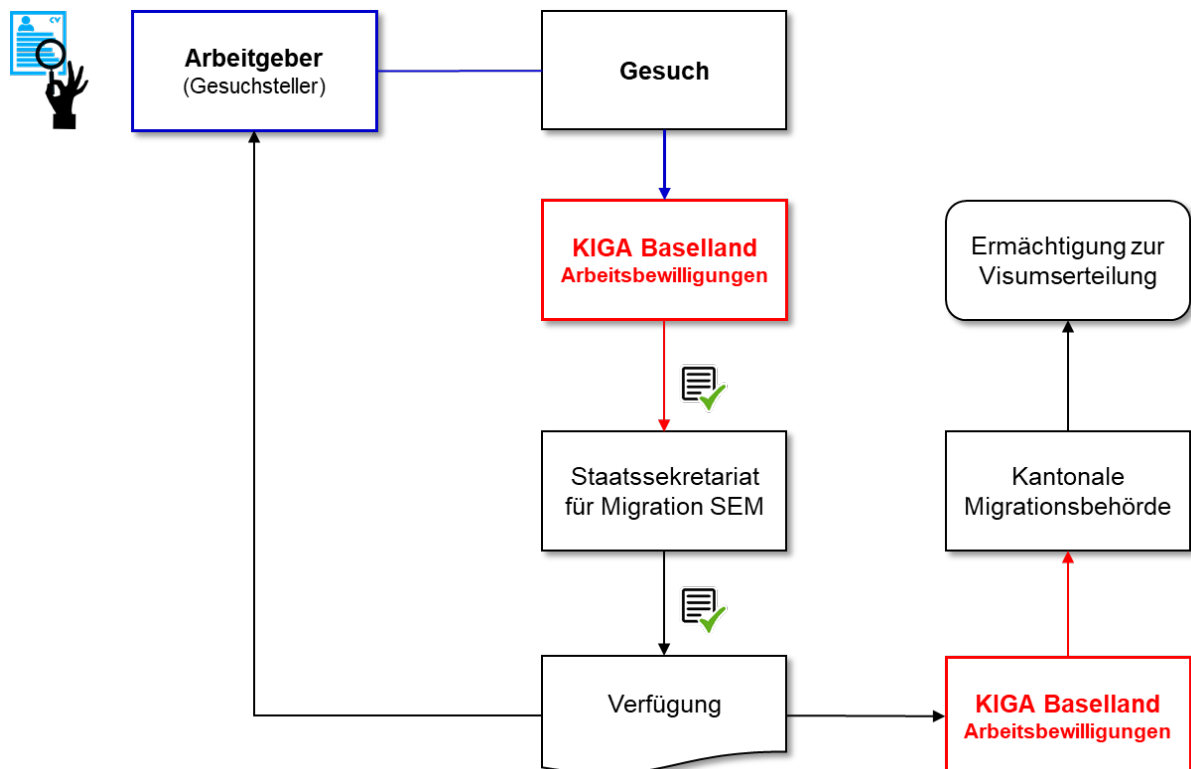 CV
Arbeitgeber
(Gesuchsteller)
Gesuch
KIGA Baselland
Arbeitsbewilligungen
Ermächtigung zur
Visumserteilung
Staatssekretariat
für Migration SEM
Kantonale
Migrationsbehörde
Verfügung
KIGA Baselland
Arbeitsbewilligungen